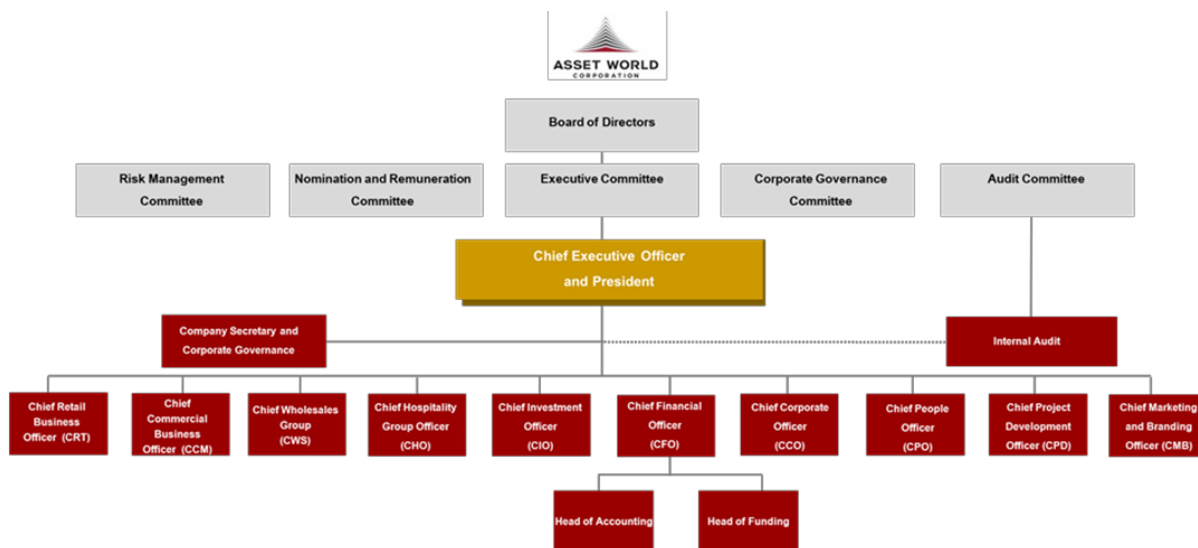 ASSET WORLD
CORPORATION
Board of Directors
Risk Management
Committee
Nomination and Remuneration
Committee
Executive Committee
Corporate Governance
Committee
Audit Committee
Chief Executive Officer
and President
Company Secretary and
Corporate Governance
Internal Audit
Chief Retail
Business
Officer (CRT)
Chief
Commercial
Business
Officer (CCM)
Chief Wholesales
Group
(CWS)
Chief Hospitality
Group Officer
(CHO)
Chief Investment
Officer
(CIO)
Chief Financial
Officer
(CFO)
Chief Corporate
Officer
(CCO)
Chief People
Officer
(CPO)
Chief Project
Development
Officer (CPD)
Chief Marketing
and Branding
Officer (CMB)
Head of Accounting
Head of Funding